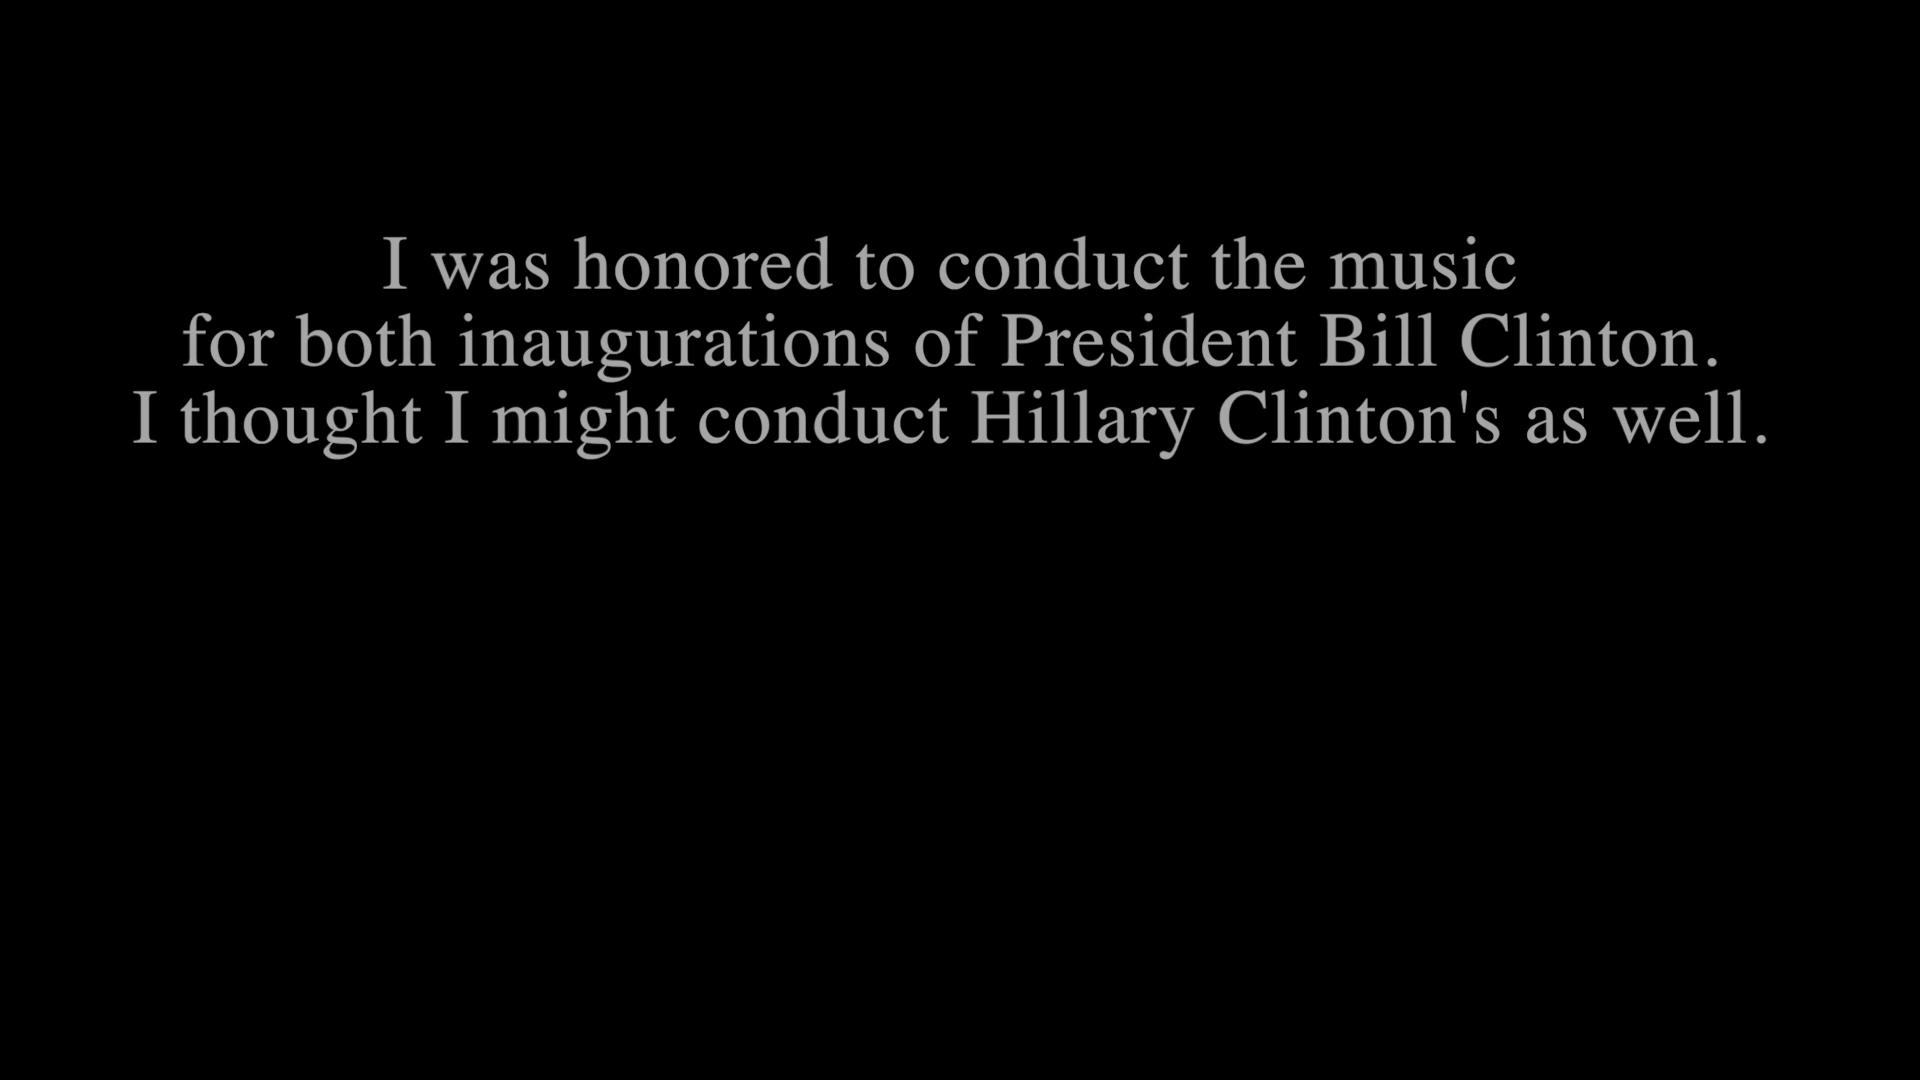 I was honored to conduct the music
for both inaugurations of President Bill Clinton.
I thought I might conduct Hillary Clinton's as well.